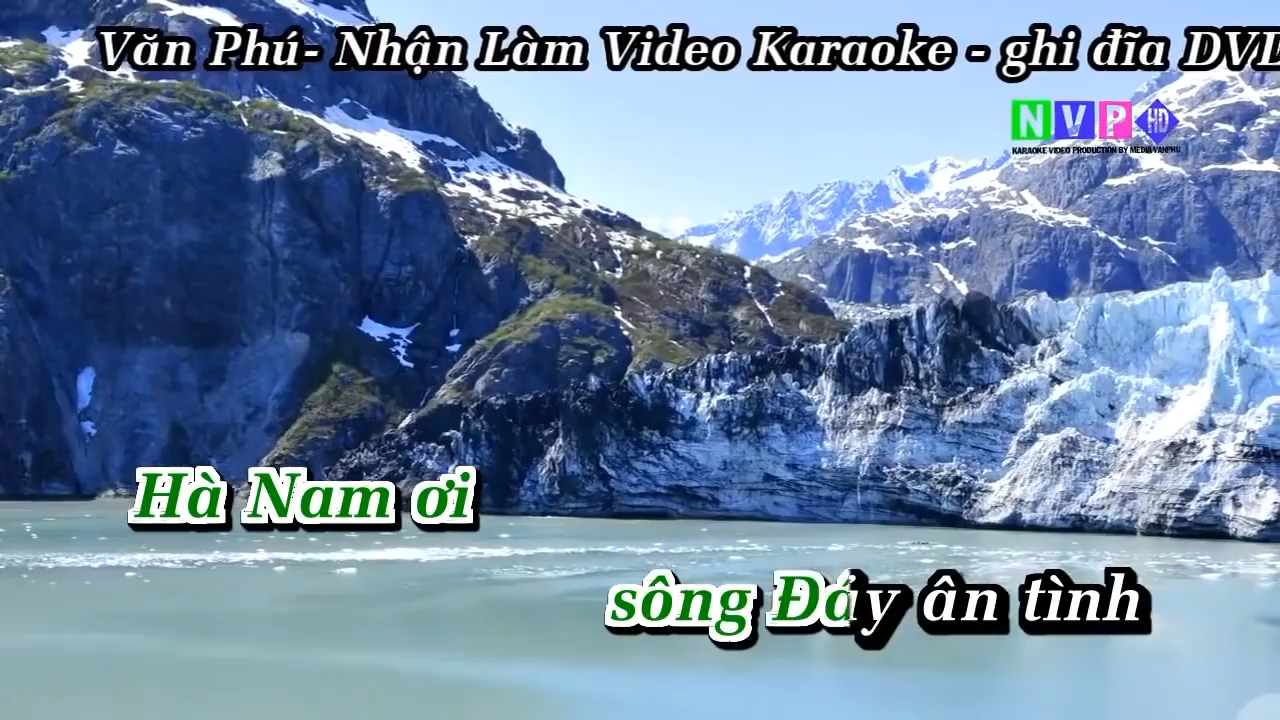 Văn Phú- Nhận Làm Video Karaoke - ghi đĩa DVD
NVP HD
KARAOKE VIDEO PRODUCTION BY MEDIA VANPHU
Hà Nam ơi
sông Đáy ân tình